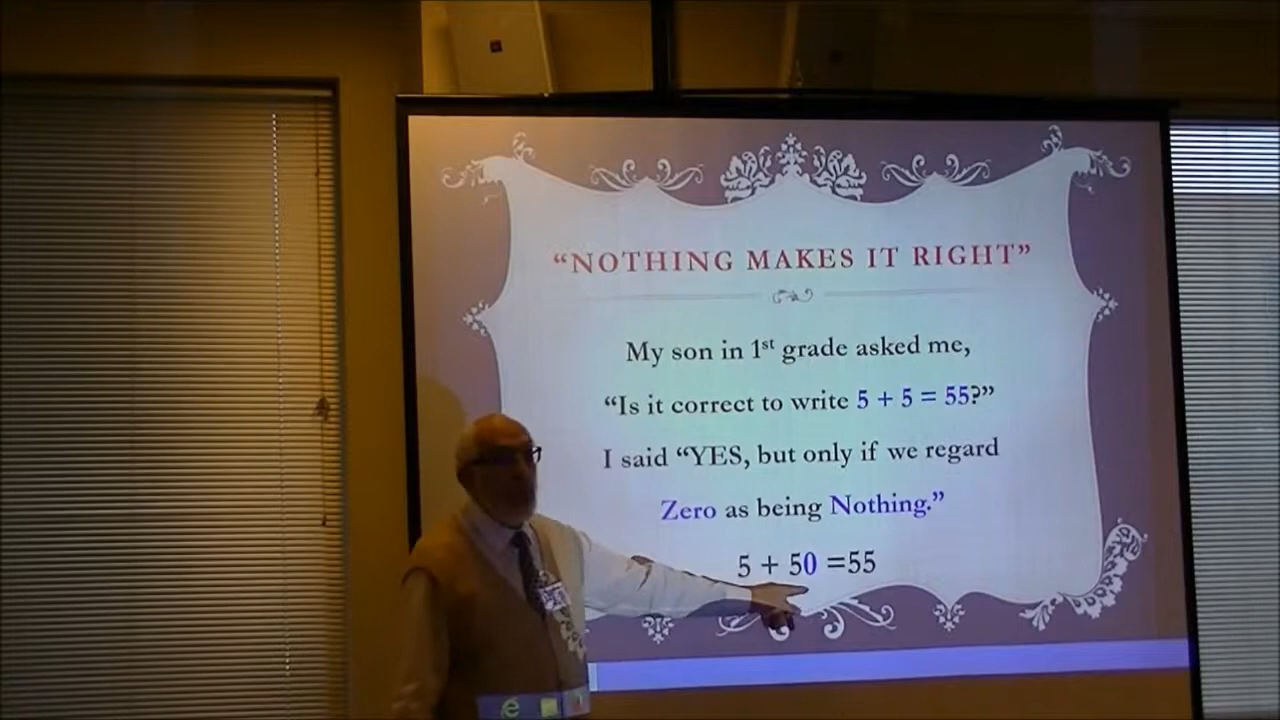 “NOTHING MAKES IT RIGHT”
My son in 1st grade asked me,
“Is it correct to write 5 + 5 = 55?”
I said “YES, but only if we regard
Zero as being Nothing.”
5 + 50 =55